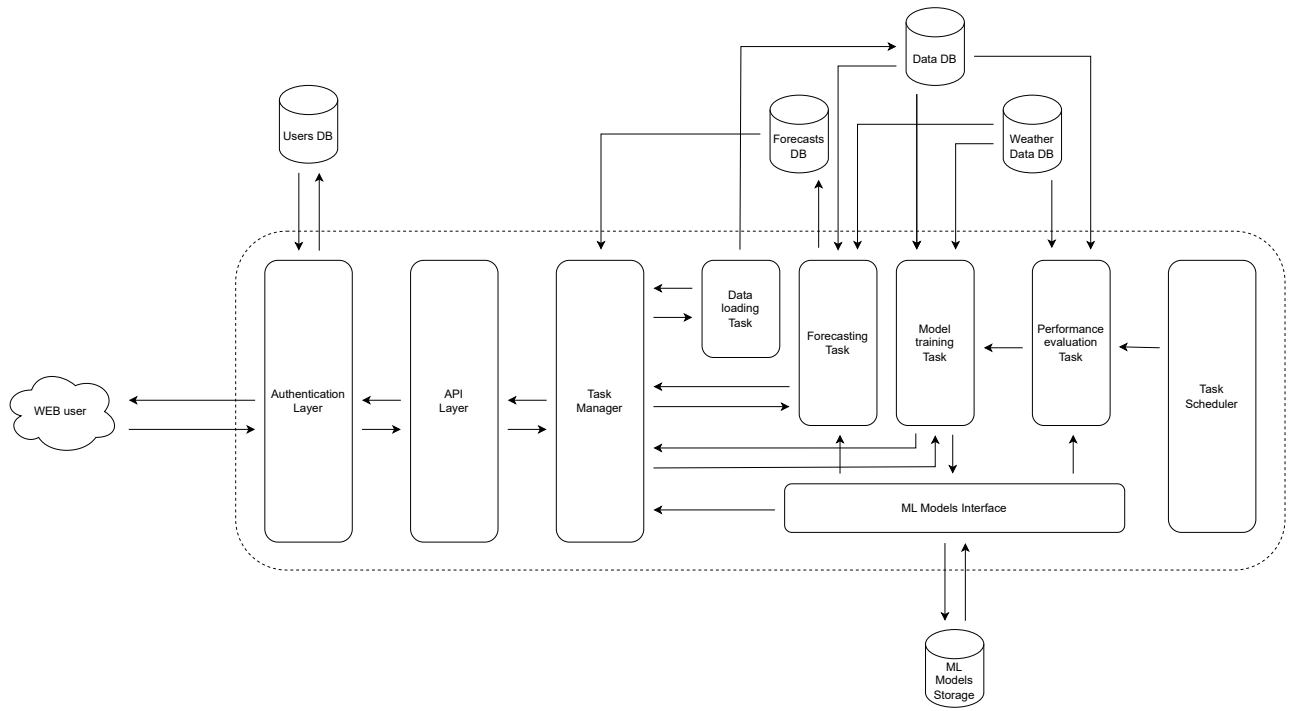 Data DB
Users DB
Forecasts
DB
Weather
Data DB
Data
loading
Task
Forecasting
Task
Model
training
Task
Performance
evaluation
Task
Task
Scheduler
WEB user
Authentication
Layer
API
Layer
Task
Manager
ML Models Interface
ML
Models
Storage